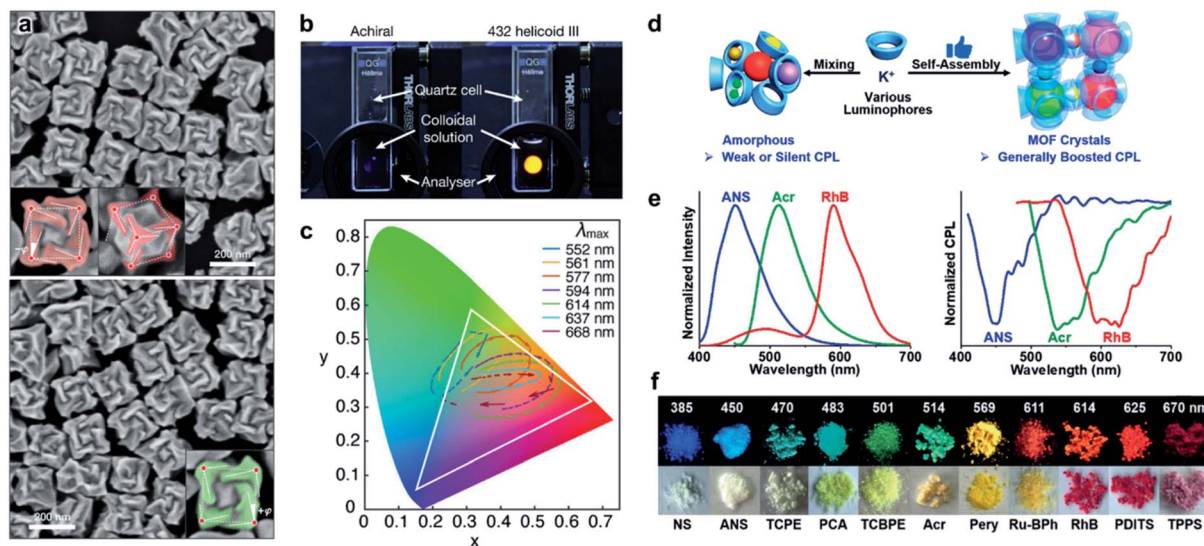 a
−φ
200 nm
200 nm
+φ
b
Achiral
432 helicoid III
QG
Hellma
QG
Hellma
THORLABS
Quartz cell
Colloidal
solution
Analyser
c
λmax
552 nm
561 nm
577 nm
594 nm
614 nm
637 nm
668 nm
0.8
0.7
0.6
0.5
y
0.4
0.3
0.2
0.1
0
0 0.1 0.2 0.3 0.4 0.5 0.6 0.7
x
d
Mixing
K+
Self-Assembly
Various
Luminophores
Amorphous
➢ Weak or Silent CPL
MOF Crystals
➢ Generally Boosted CPL
e
Normalized Intensity
ANS Acr RhB
400 500 600 700
Wavelength (nm)
Normalized CPL
ANS Acr RhB
400 500 600 700
Wavelength (nm)
f
385 450 470 483 501 514 569 611 614 625 670 nm
NS ANS TCPE PCA TCBPE Acr Pery Ru-BPh RhB PDITS TPPS